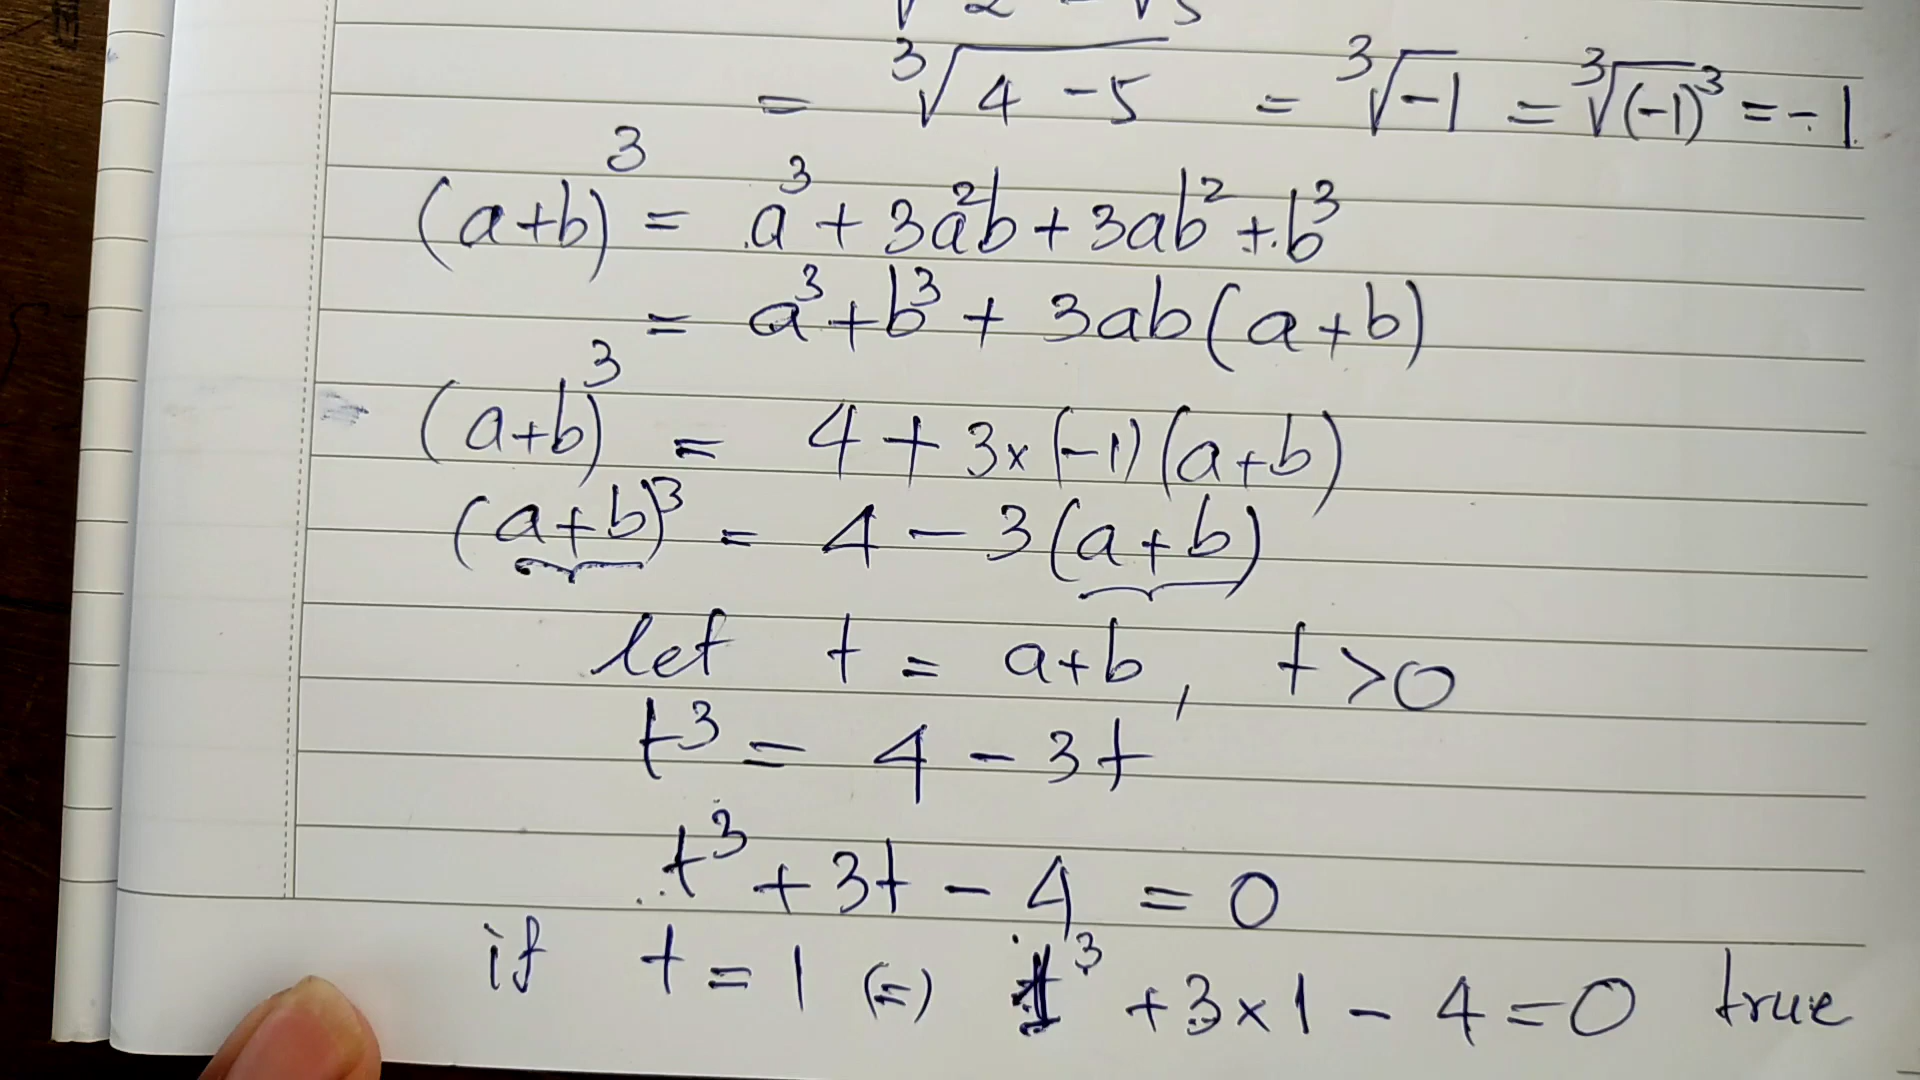 = ∛(4 - 5) = ∛(-1) = ∛((-1)³) = -1
(a+b)³ = a³ + 3a²b + 3ab² + b³
= a³ + b³ + 3ab(a+b)
(a+b)³ = 4 + 3×(-1)(a+b)
(a+b)³ = 4 - 3(a+b)
let t = a+b, t>0
t³ = 4 - 3t
t³ + 3t - 4 = 0
if t = 1 (=) 1³ + 3×1 - 4 = 0 true